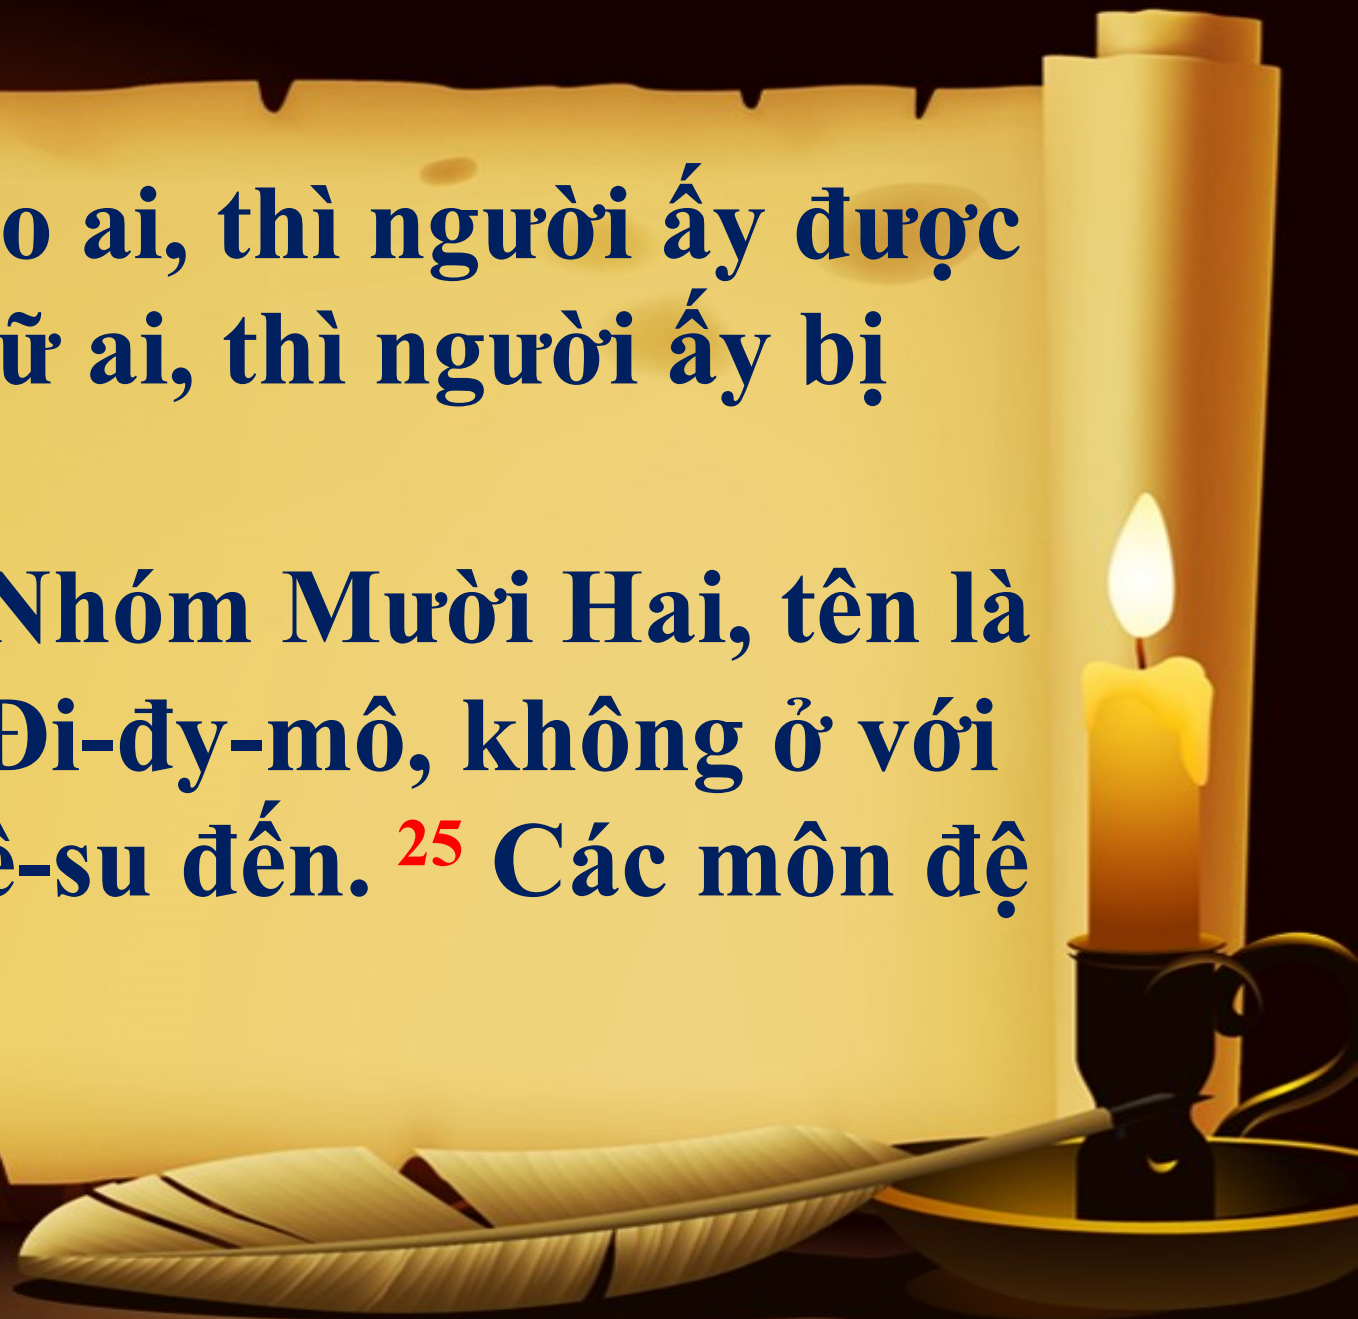 o ai, thì người ấy được
ữ ai, thì người ấy bị
Nhóm Mười Hai, tên là
Đi-đy-mô, không ở với
ê-su đến. 25 Các môn đệ